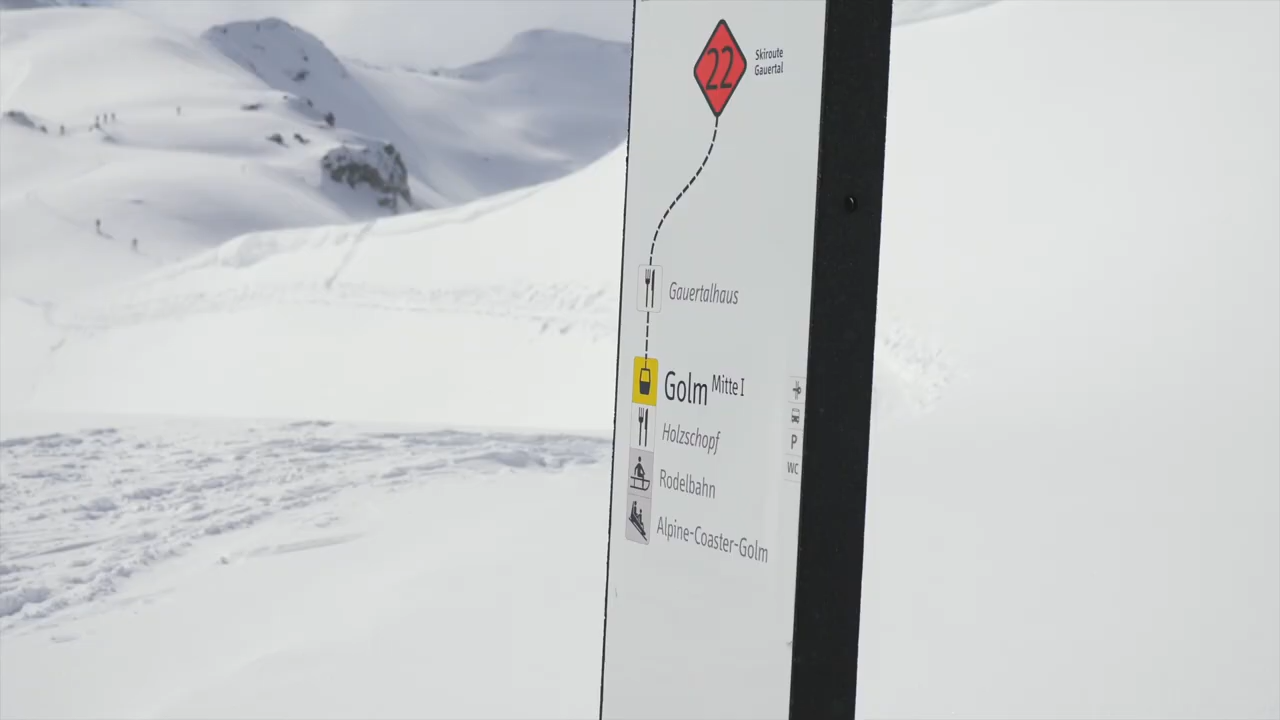 22
Skiroute
Gauertal
Gauertalhaus
Golm Mitte I
Holzschopf
Rodelbahn
Alpine-Coaster-Golm
P
WC